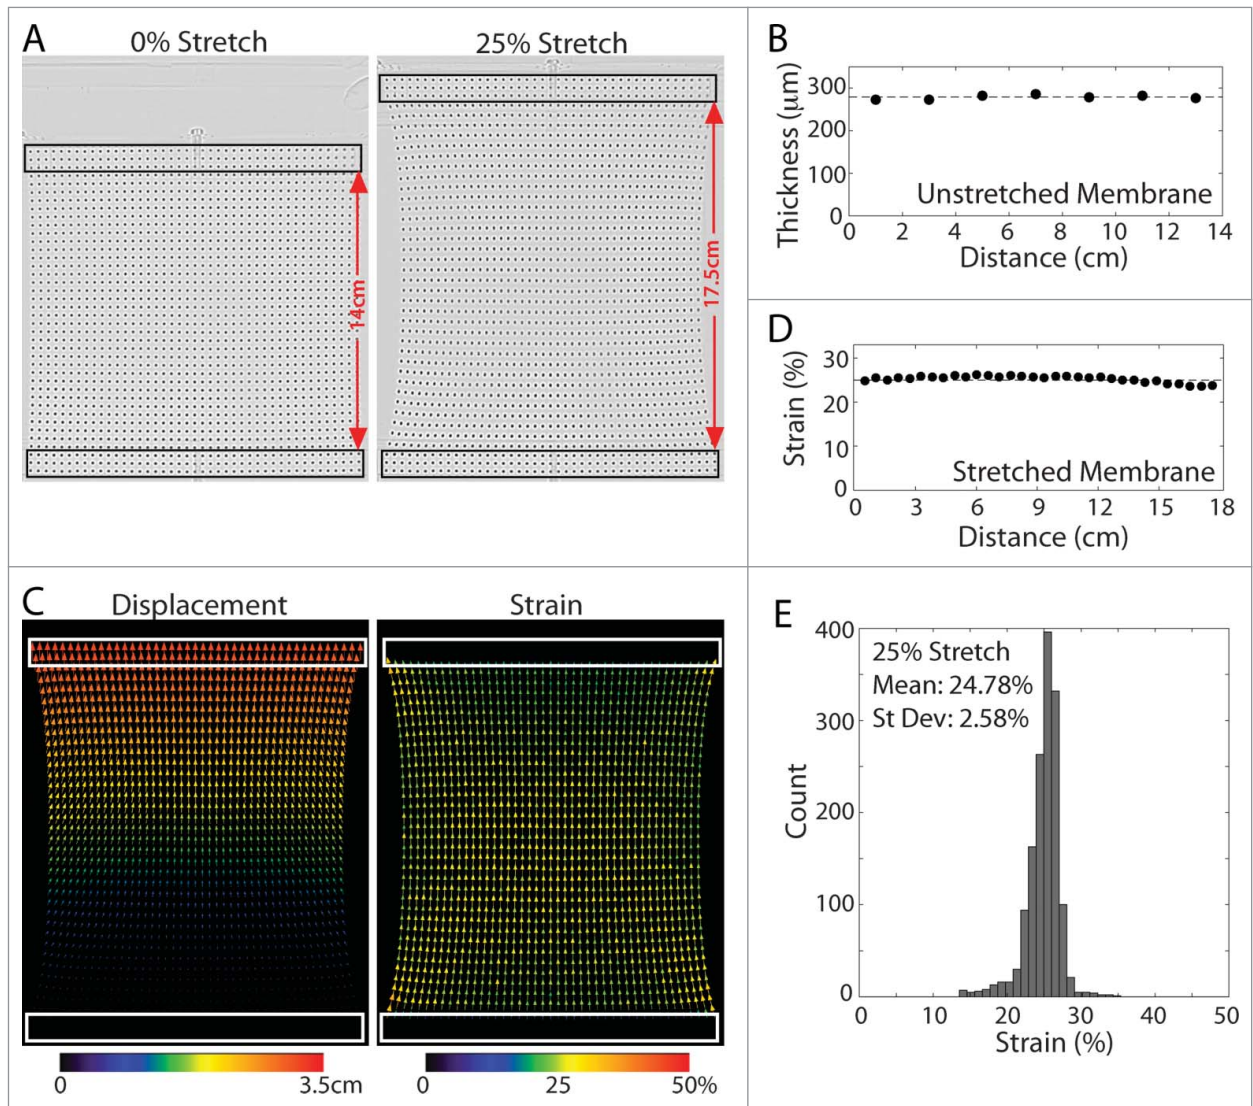 A
0% Stretch
25% Stretch
14cm
17.5cm
B
Thickness (μm)
300
200
100
0
0 2 4 6 8 10 12 14
Distance (cm)
Unstretched Membrane
D
Strain (%)
30
20
10
0
0 3 6 9 12 15 18
Distance (cm)
Stretched Membrane
C
Displacement
Strain
0 3.5cm
0 25 50%
E
Count
400
300
200
100
0
25% Stretch
Mean: 24.78%
St Dev: 2.58%
0 10 20 30 40 50
Strain (%)